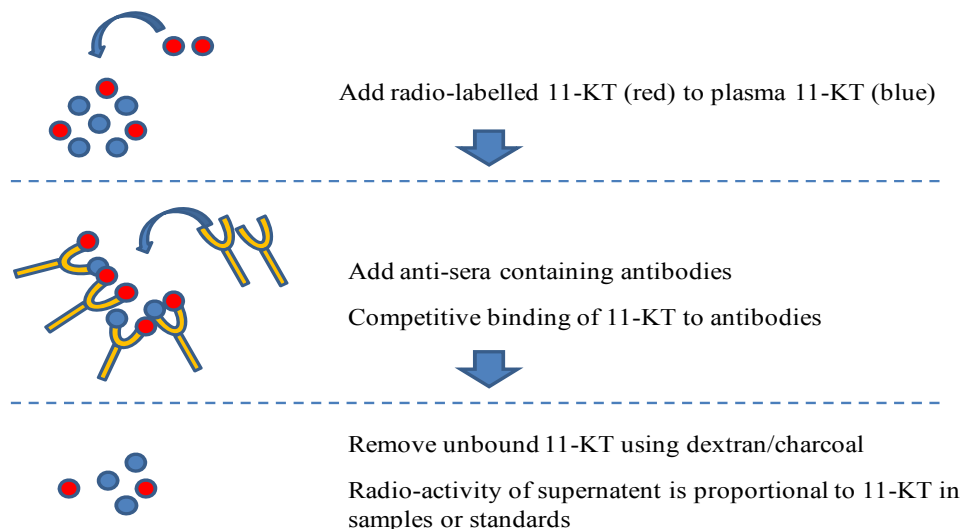 Add radio-labelled 11-KT (red) to plasma 11-KT (blue)
Add anti-sera containing antibodies
Competitive binding of 11-KT to antibodies
Remove unbound 11-KT using dextran/charcoal
Radio-activity of supernatent is proportional to 11-KT in
samples or standards